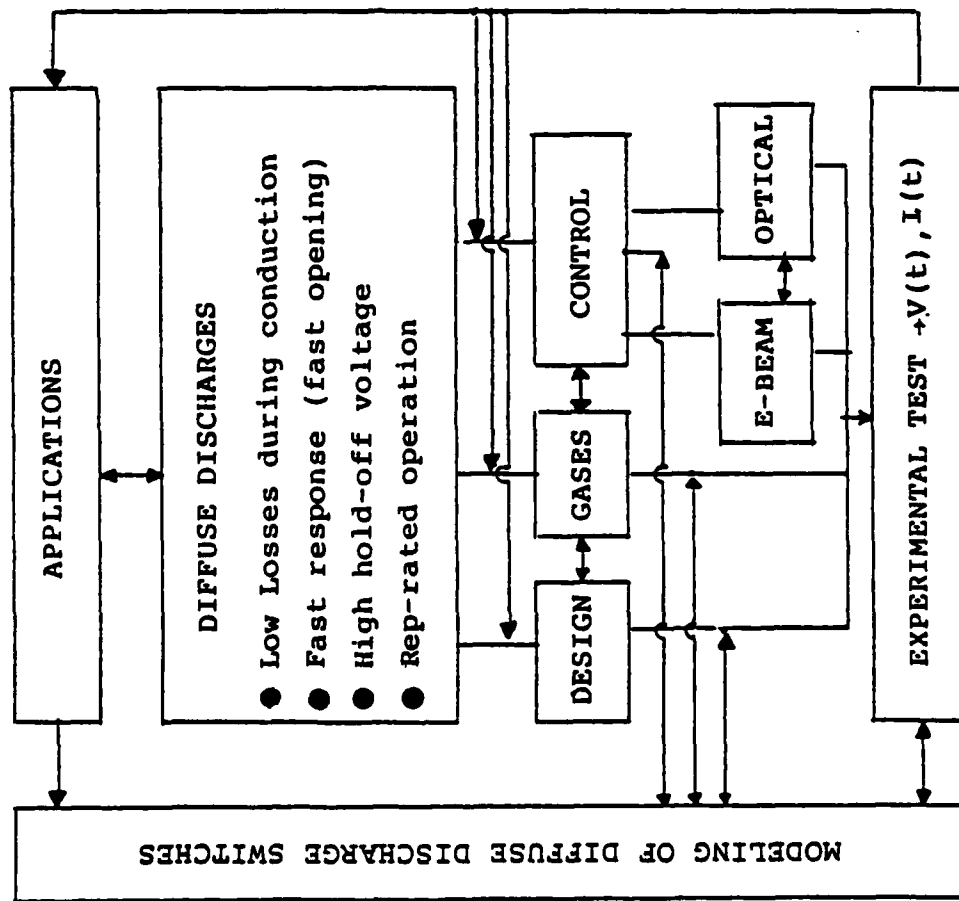 APPLICATIONS
DIFFUSE DISCHARGES
● Low Losses during conduction
● Fast response (fast opening)
● High hold-off voltage
● Rep-rated operation
DESIGN
GASES
CONTROL
E-BEAM
OPTICAL
EXPERIMENTAL TEST →V(t), I(t)
MODELING OF DIFFUSE DISCHARGE SWITCHES